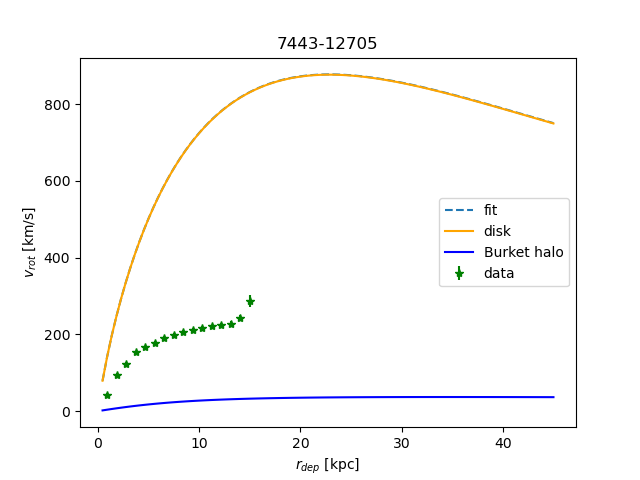 7443-12705
800
600
400
200
0
v_rot [km/s]
fit
disk
Burket halo
data
0 10 20 30 40
r_dep [kpc]